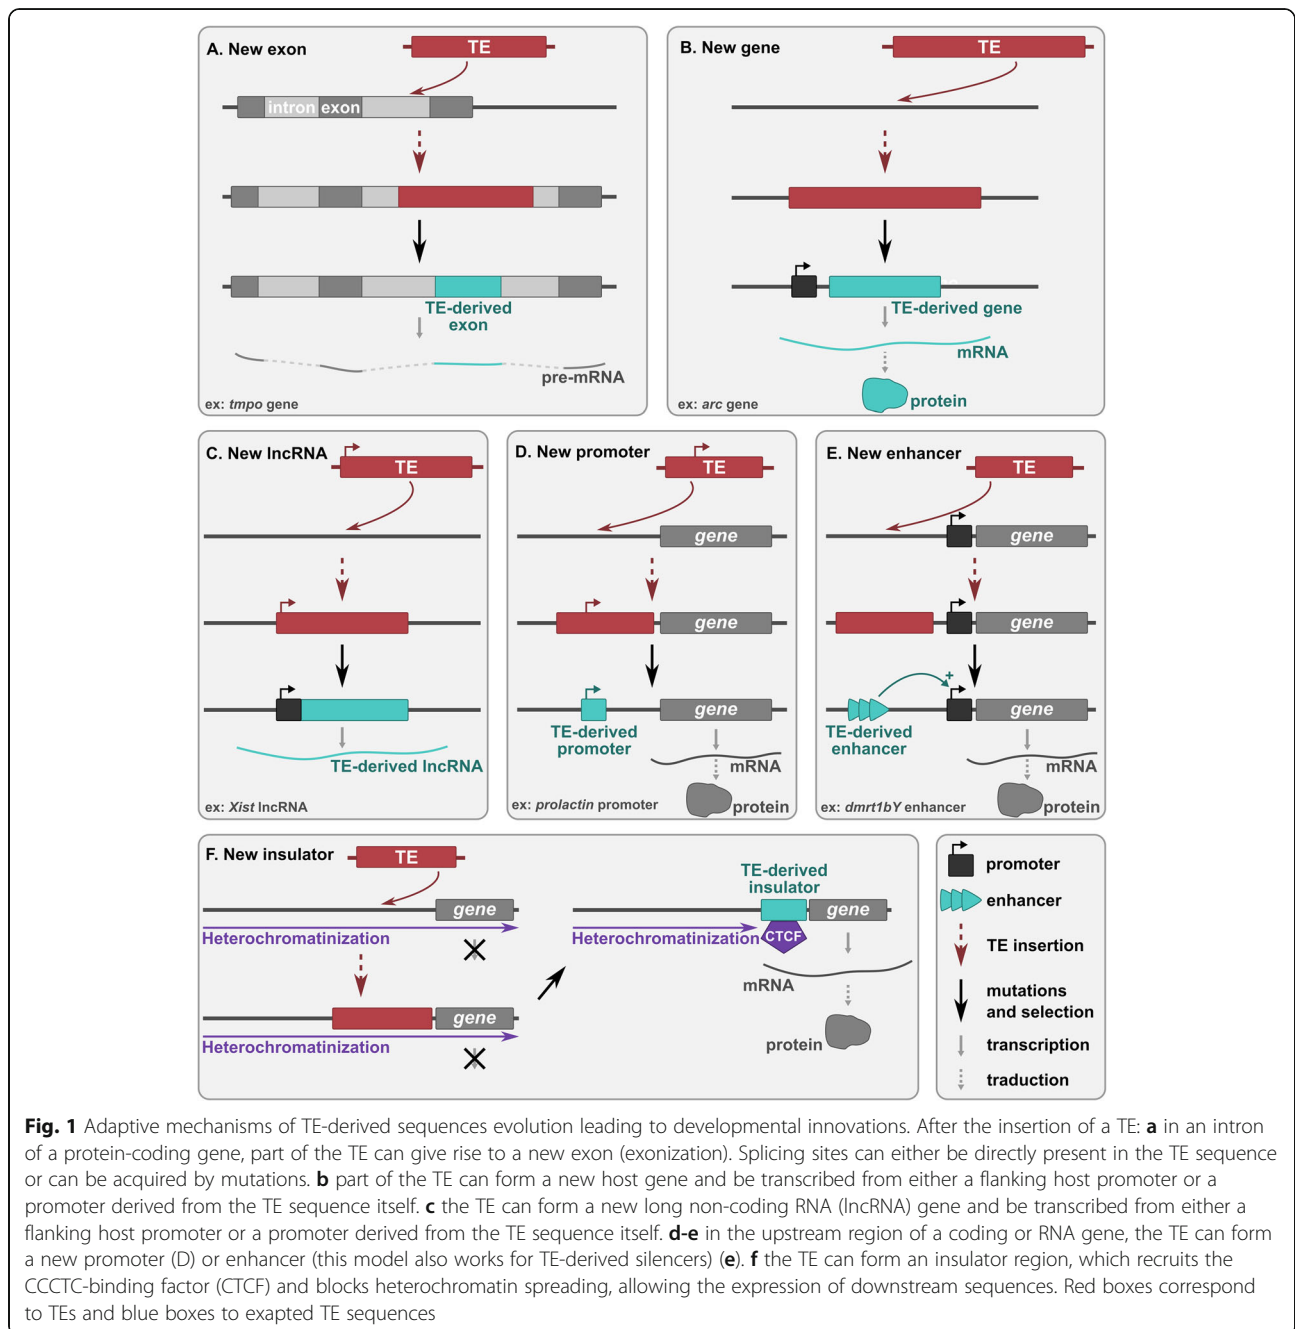 A. New exon
TE
intron exon
TE-derived
exon
pre-mRNA
ex: tmpo gene
B. New gene
TE
TE-derived gene
mRNA
protein
ex: arc gene
C. New lncRNA
TE
TE-derived lncRNA
ex: Xist lncRNA
D. New promoter
TE
gene
gene
TE-derived
promoter
gene
mRNA
protein
ex: prolactin promoter
E. New enhancer
TE
gene
gene
+
TE-derived
enhancer
gene
mRNA
protein
ex: dmrt1bY enhancer
F. New insulator
TE
gene
Heterochromatinization
gene
Heterochromatinization
TE-derived
insulator
gene
Heterochromatinization
CTCF
mRNA
protein
promoter
enhancer
TE insertion
mutations
and selection
transcription
traduction
Fig. 1 Adaptive mechanisms of TE-derived sequences evolution leading to developmental innovations. After the insertion of a TE: a in an intron
of a protein-coding gene, part of the TE can give rise to a new exon (exonization). Splicing sites can either be directly present in the TE sequence
or can be acquired by mutations. b part of the TE can form a new host gene and be transcribed from either a flanking host promoter or a
promoter derived from the TE sequence itself. c the TE can form a new long non-coding RNA (lncRNA) gene and be transcribed from either a
flanking host promoter or a promoter derived from the TE sequence itself. d-e in the upstream region of a coding or RNA gene, the TE can form
a new promoter (D) or enhancer (this model also works for TE-derived silencers) (e). f the TE can form an insulator region, which recruits the
CCCTC-binding factor (CTCF) and blocks heterochromatin spreading, allowing the expression of downstream sequences. Red boxes correspond
to TEs and blue boxes to exapted TE sequences